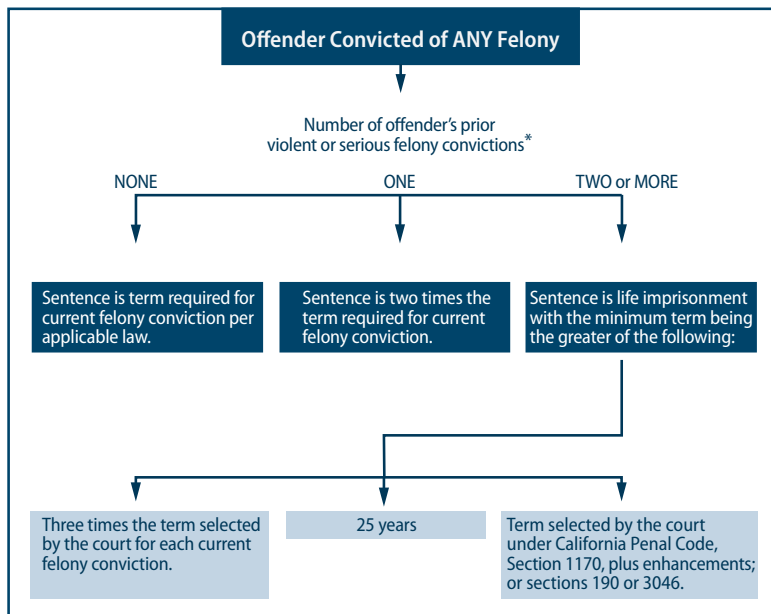 Offender Convicted of ANY Felony
Number of offender's prior
violent or serious felony convictions*
NONE
ONE
TWO or MORE
Sentence is term required for
current felony conviction per
applicable law.
Sentence is two times the
term required for current
felony conviction.
Sentence is life imprisonment
with the minimum term being
the greater of the following:
Three times the term selected
by the court for each current
felony conviction.
25 years
Term selected by the court
under California Penal Code,
Section 1170, plus enhancements;
or sections 190 or 3046.